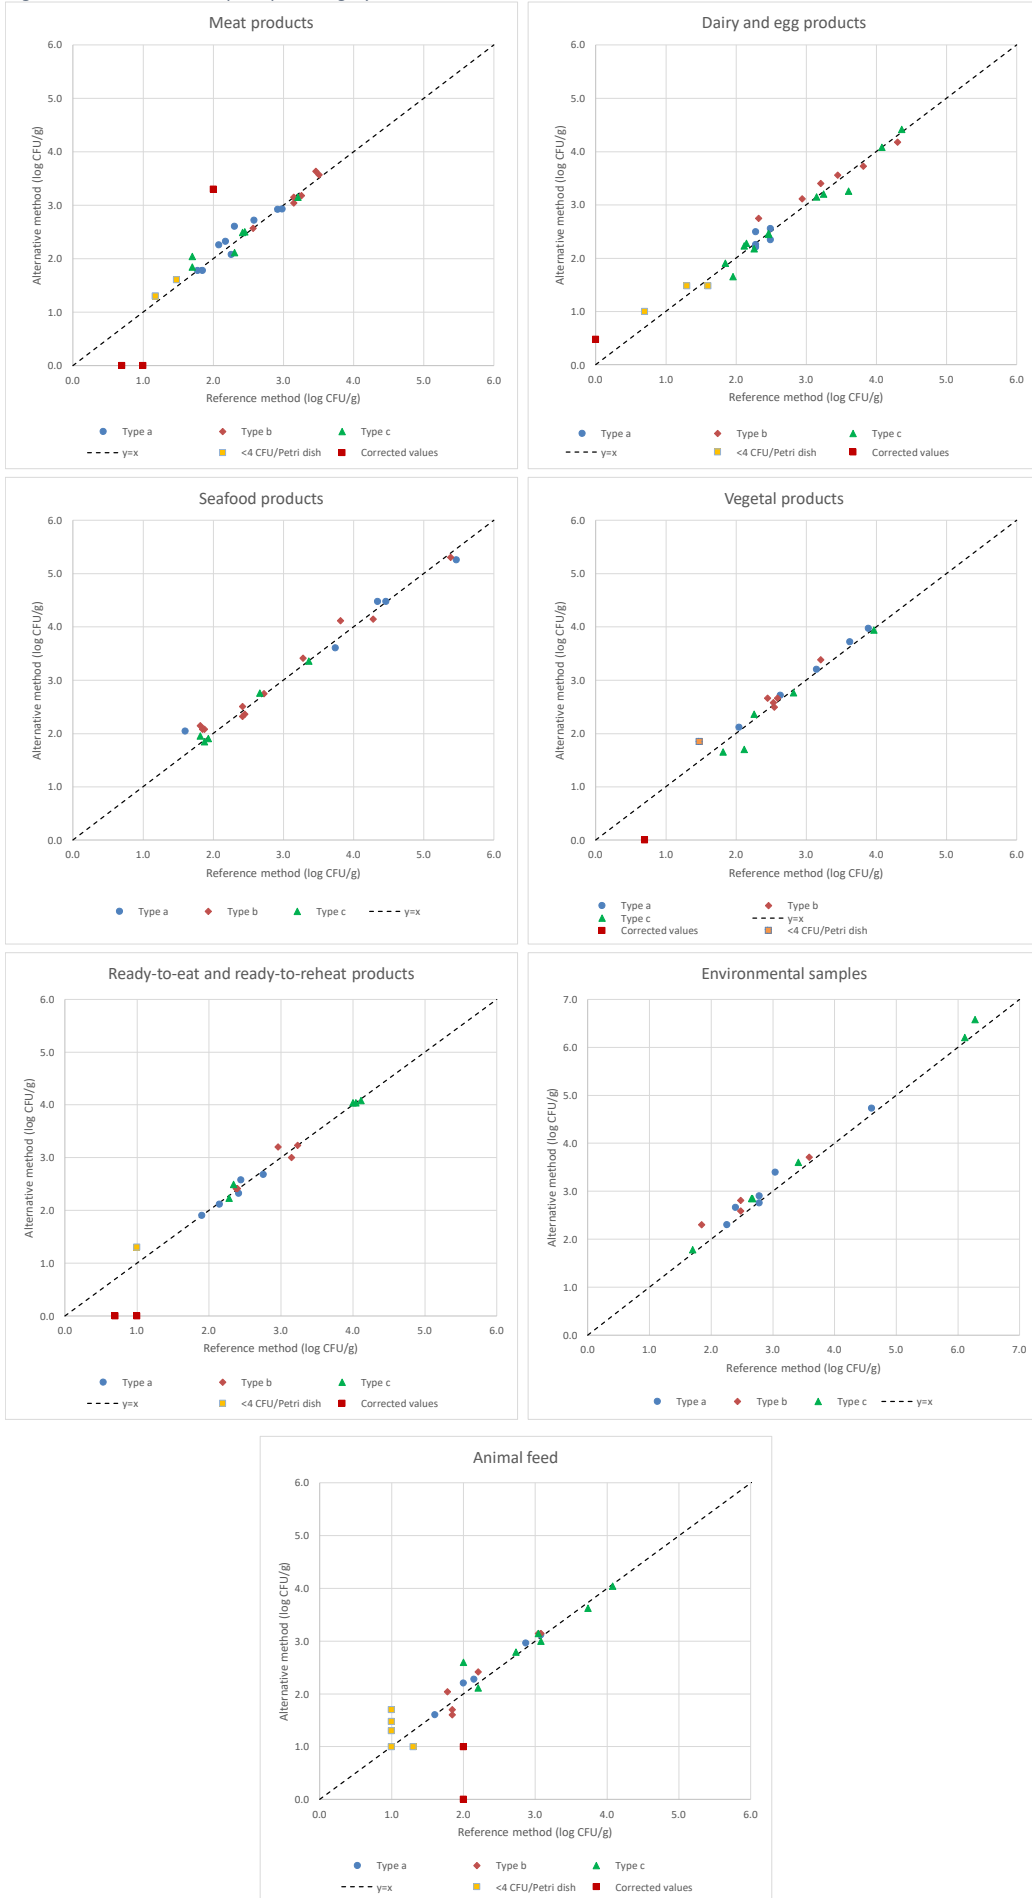 Meat products
6.0
5.0
4.0
3.0
2.0
1.0
0.0
Alternative method (log CFU/g)
0.0 1.0 2.0 3.0 4.0 5.0 6.0
Reference method (log CFU/g)
Type a Type b Type c
y=x <4 CFU/Petri dish Corrected values
Dairy and egg products
6.0
5.0
4.0
3.0
2.0
1.0
0.0
Alternative method (log CFU/g)
0.0 1.0 2.0 3.0 4.0 5.0 6.0
Reference method (log CFU/g)
Type a Type b Type c
y=x <4 CFU/Petri dish Corrected values
Seafood products
6.0
5.0
4.0
3.0
2.0
1.0
0.0
Alternative method (log CFU/g)
0.0 1.0 2.0 3.0 4.0 5.0 6.0
Reference method (log CFU/g)
Type a Type b Type c y=x
Vegetal products
6.0
5.0
4.0
3.0
2.0
1.0
0.0
Alternative method (log CFU/g)
0.0 1.0 2.0 3.0 4.0 5.0 6.0
Reference method (log CFU/g)
Type a Type b
Type c y=x
Corrected values <4 CFU/Petri dish
Ready-to-eat and ready-to-reheat products
6.0
5.0
4.0
3.0
2.0
1.0
0.0
Alternative method (log CFU/g)
0.0 1.0 2.0 3.0 4.0 5.0 6.0
Reference method (log CFU/g)
Type a Type b Type c
y=x <4 CFU/Petri dish Corrected values
Environmental samples
7.0
6.0
5.0
4.0
3.0
2.0
1.0
0.0
Alternative method (log CFU/g)
0.0 1.0 2.0 3.0 4.0 5.0 6.0 7.0
Reference method (log CFU/g)
Type a Type b Type c y=x
Animal feed
6.0
5.0
4.0
3.0
2.0
1.0
0.0
Alternative method (log CFU/g)
0.0 1.0 2.0 3.0 4.0 5.0 6.0
Reference method (log CFU/g)
Type a Type b Type c
y=x <4 CFU/Petri dish Corrected values